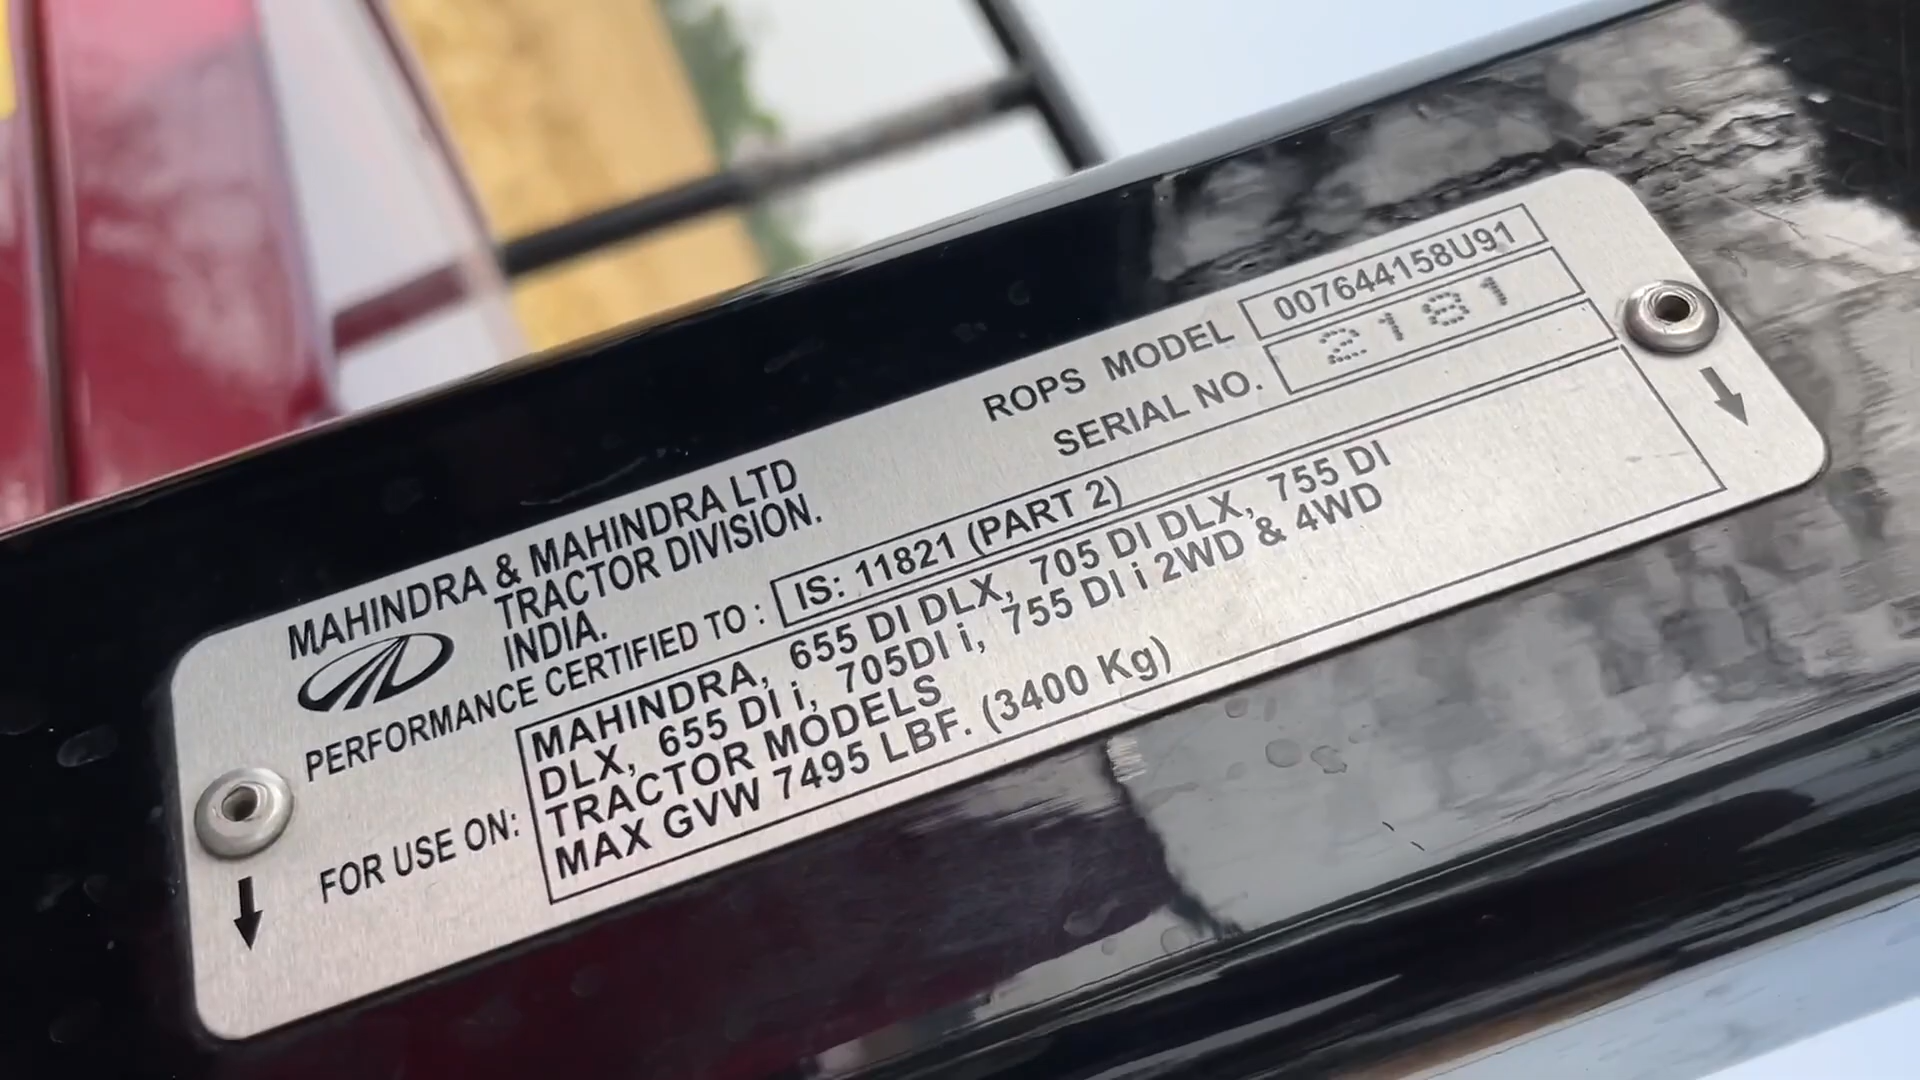 MAHINDRA & MAHINDRA LTD
TRACTOR DIVISION.
INDIA.
ROPS MODEL 007644158U91
SERIAL NO. 2181
PERFORMANCE CERTIFIED TO : IS: 11821 (PART 2)
FOR USE ON:
MAHINDRA, 655 DI DLX, 705 DI DLX, 755 DI
DLX, 655 DI i, 705DI i, 755 DI i 2WD & 4WD
TRACTOR MODELS
MAX GVW 7495 LBF. (3400 Kg)